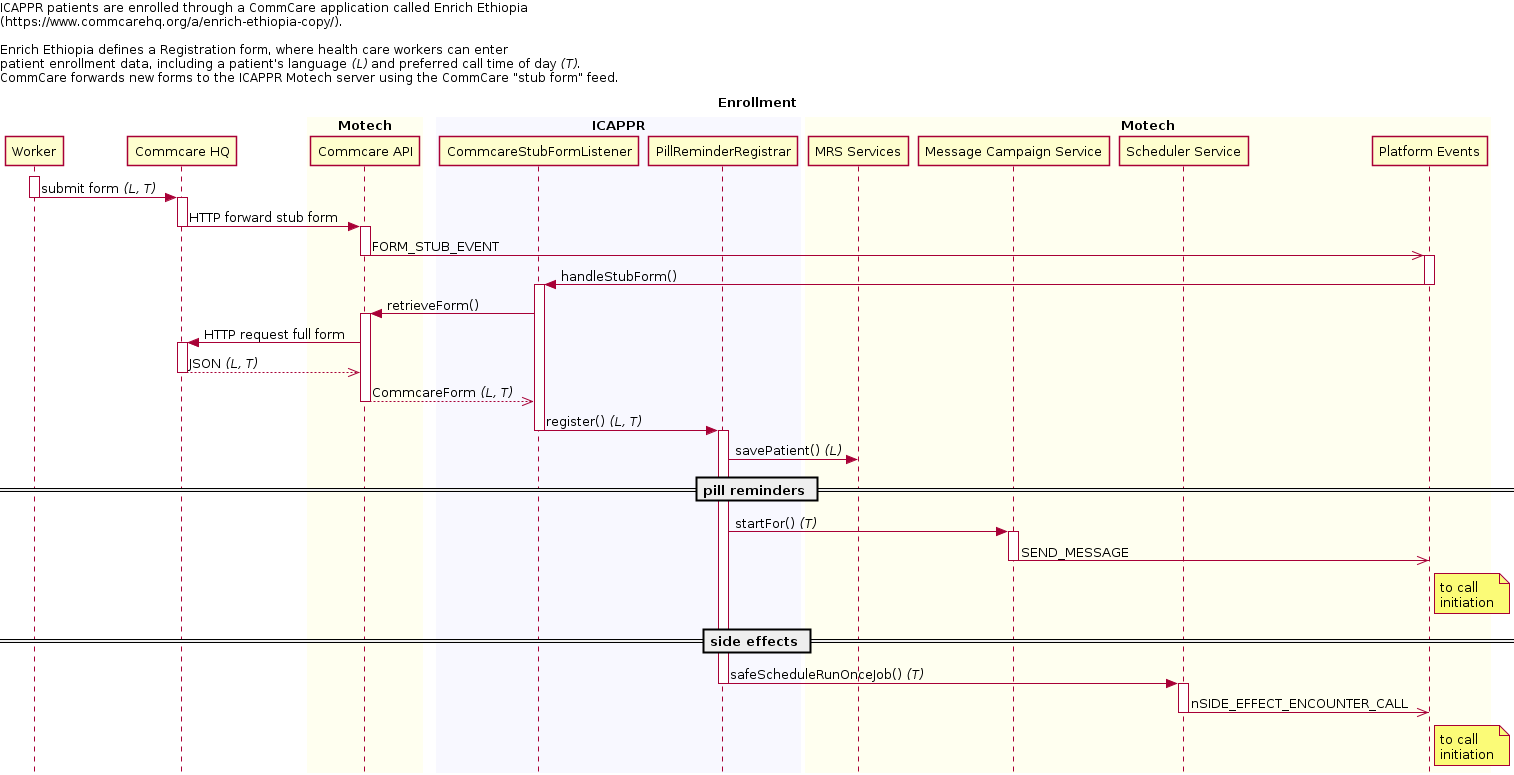 ICAPPR patients are enrolled through a CommCare application called Enrich Ethiopia
(https://www.commcarehq.org/a/enrich-ethiopia-copy/).
Enrich Ethiopia defines a Registration form, where health care workers can enter
patient enrollment data, including a patient's language (L) and preferred call time of day (T).
CommCare forwards new forms to the ICAPPR Motech server using the CommCare "stub form" feed.
Enrollment
Motech
ICAPPR
Motech
Worker
Commcare HQ
Commcare API
CommcareStubFormListener
PillReminderRegistrar
MRS Services
Message Campaign Service
Scheduler Service
Platform Events
submit form (L, T)
HTTP forward stub form
FORM_STUB_EVENT
handleStubForm()
retrieveForm()
HTTP request full form
JSON (L, T)
CommcareForm (L, T)
register() (L, T)
savePatient() (L)
pill reminders
startFor() (T)
SEND_MESSAGE
to call
initiation
side effects
safeScheduleRunOnceJob() (T)
nSIDE_EFFECT_ENCOUNTER_CALL
to call
initiation